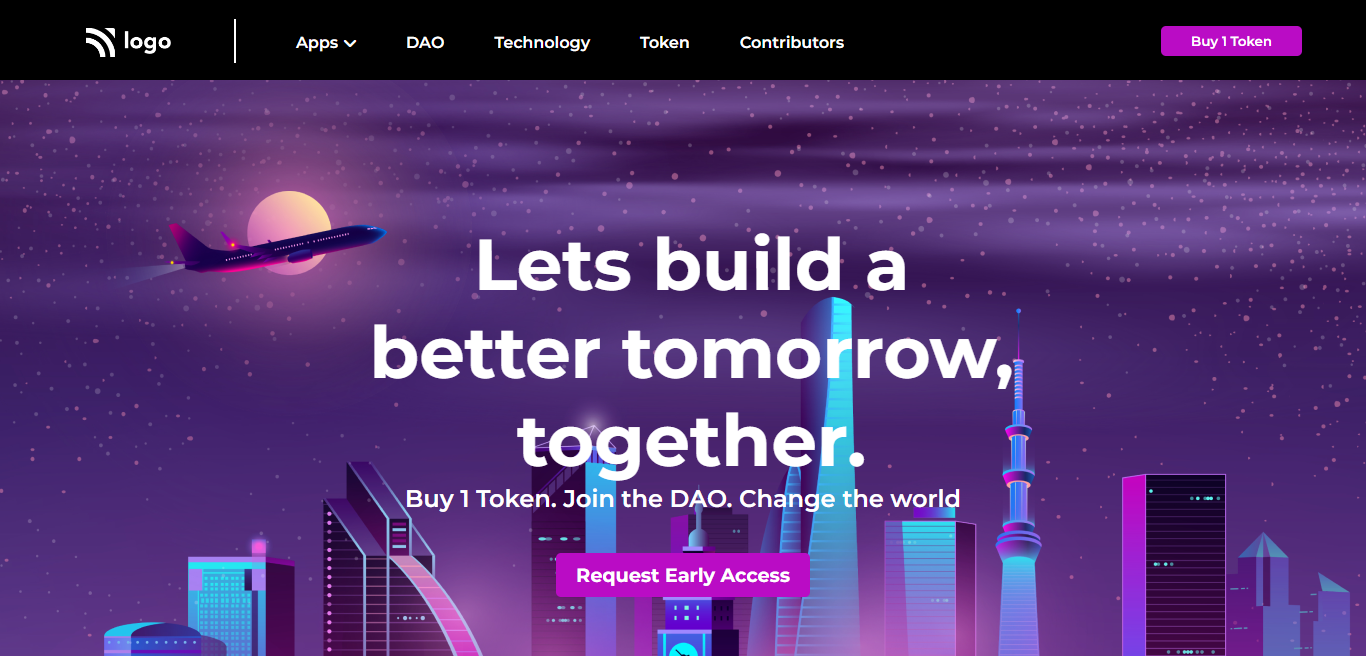 logo
Apps
DAO
Technology
Token
Contributors
Buy 1 Token
Lets build a
better tomorrow,
together.
Buy 1 Token. Join the DAO. Change the world
Request Early Access